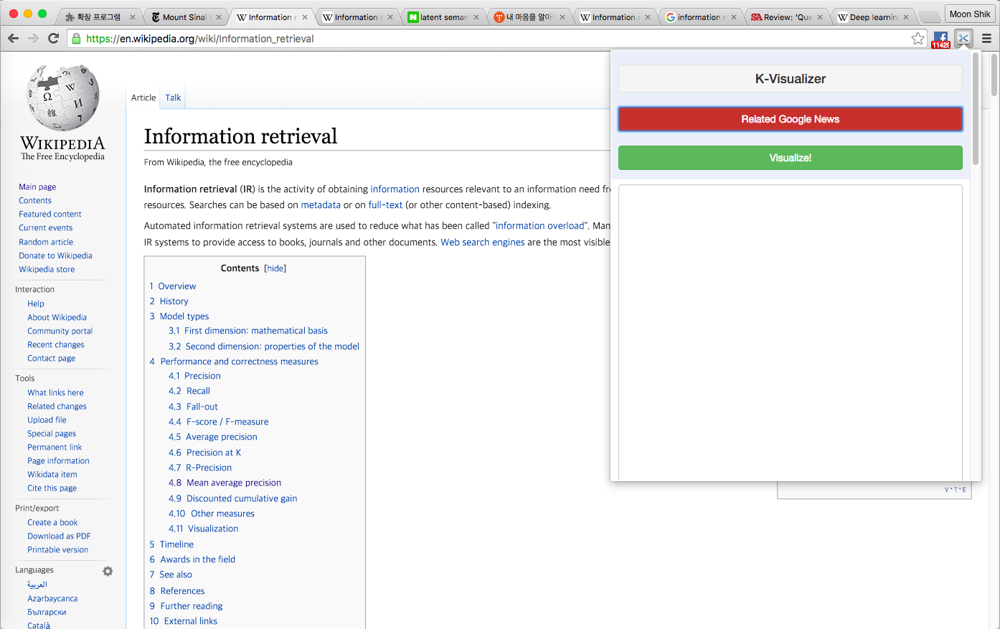 확장 프로그램
Mount Sinai
Information r
Information r
latent seman
내 마음을 알아
Information r
information r
Review: ‘Que
Deep learning
Moon Shik
https://en.wikipedia.org/wiki/Information_retrieval
WIKIPEDIA
The Free Encyclopedia
Main page
Contents
Featured content
Current events
Random article
Donate to Wikipedia
Wikipedia store
Interaction
Help
About Wikipedia
Community portal
Recent changes
Contact page
Tools
What links here
Related changes
Upload file
Special pages
Permanent link
Page information
Wikidata item
Cite this page
Print/export
Create a book
Download as PDF
Printable version
Languages
العربية
Azərbaycanca
Български
Català
Article Talk
Information retrieval
From Wikipedia, the free encyclopedia
Information retrieval (IR) is the activity of obtaining information resources relevant to an information need
resources. Searches can be based on metadata or on full-text (or other content-based) indexing.
Automated information retrieval systems are used to reduce what has been called "information overload".
IR systems to provide access to books, journals and other documents. Web search engines are the most visible
Contents [hide]
1 Overview
2 History
3 Model types
3.1 First dimension: mathematical basis
3.2 Second dimension: properties of the model
4 Performance and correctness measures
4.1 Precision
4.2 Recall
4.3 Fall-out
4.4 F-score / F-measure
4.5 Average precision
4.6 Precision at K
4.7 R-Precision
4.8 Mean average precision
4.9 Discounted cumulative gain
4.10 Other measures
4.11 Visualization
5 Timeline
6 Awards in the field
7 See also
8 References
9 Further reading
10 External links
K-Visualizer
Related Google News
Visualize!
V · T · E